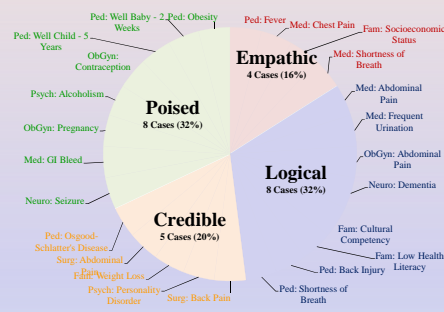 Ped: Well Baby - 2
Weeks
Ped: Obesity
Ped: Well Child - 5
Years
ObGyn:
Contraception
Psych: Alcoholism
ObGyn: Pregnancy
Med: GI Bleed
Neuro: Seizure
Poised
8 Cases (32%)
Ped: Fever
Med: Chest Pain
Fam: Socioeconomic
Status
Med: Shortness of
Breath
Empathic
4 Cases (16%)
Med: Abdominal
Pain
Med: Frequent
Urination
ObGyn: Abdominal
Pain
Neuro: Dementia
Fam: Cultural
Competency
Fam: Low Health
Literacy
Ped: Back Injury
Ped: Shortness of
Breath
Logical
8 Cases (32%)
Credible
5 Cases (20%)
Ped: Osgood-
Schlatter's Disease
Surg: Abdominal
Pain
Fam: Weight Loss
Psych: Personality
Disorder
Surg: Back Pain